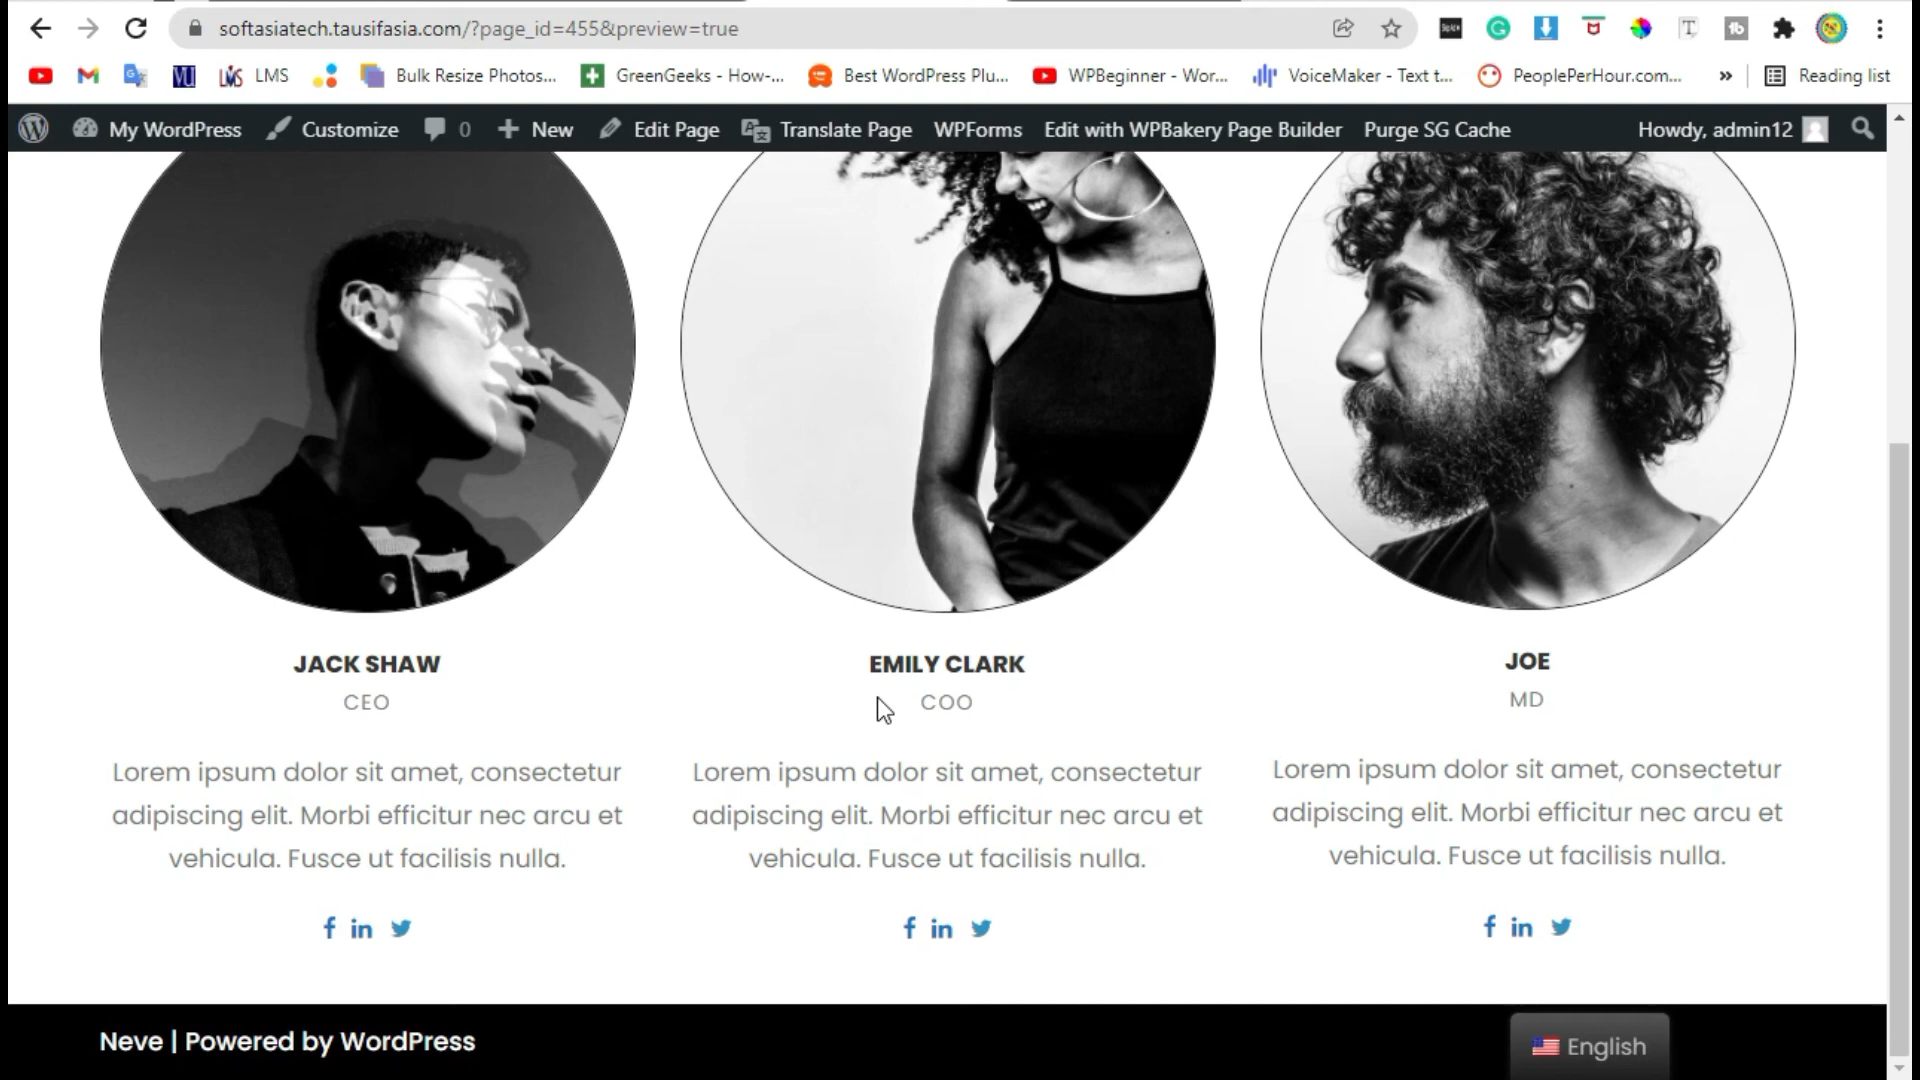 softasiatech.tausifasia.com/?page_id=455&preview=true
LMS LMS Bulk Resize Photos... GreenGeeks - How-... Best WordPress Plu... WPBeginner - Wor... VoiceMaker - Text t... PeoplePerHour.com... » Reading list
My WordPress Customize 0 New Edit Page Translate Page WPForms Edit with WPBakery Page Builder Purge SG Cache Howdy, admin12
JACK SHAW
CEO
Lorem ipsum dolor sit amet, consectetur
adipiscing elit. Morbi efficitur nec arcu et
vehicula. Fusce ut facilisis nulla.
f in
EMILY CLARK
COO
Lorem ipsum dolor sit amet, consectetur
adipiscing elit. Morbi efficitur nec arcu et
vehicula. Fusce ut facilisis nulla.
f in
JOE
MD
Lorem ipsum dolor sit amet, consectetur
adipiscing elit. Morbi efficitur nec arcu et
vehicula. Fusce ut facilisis nulla.
f in
Neve | Powered by WordPress
English